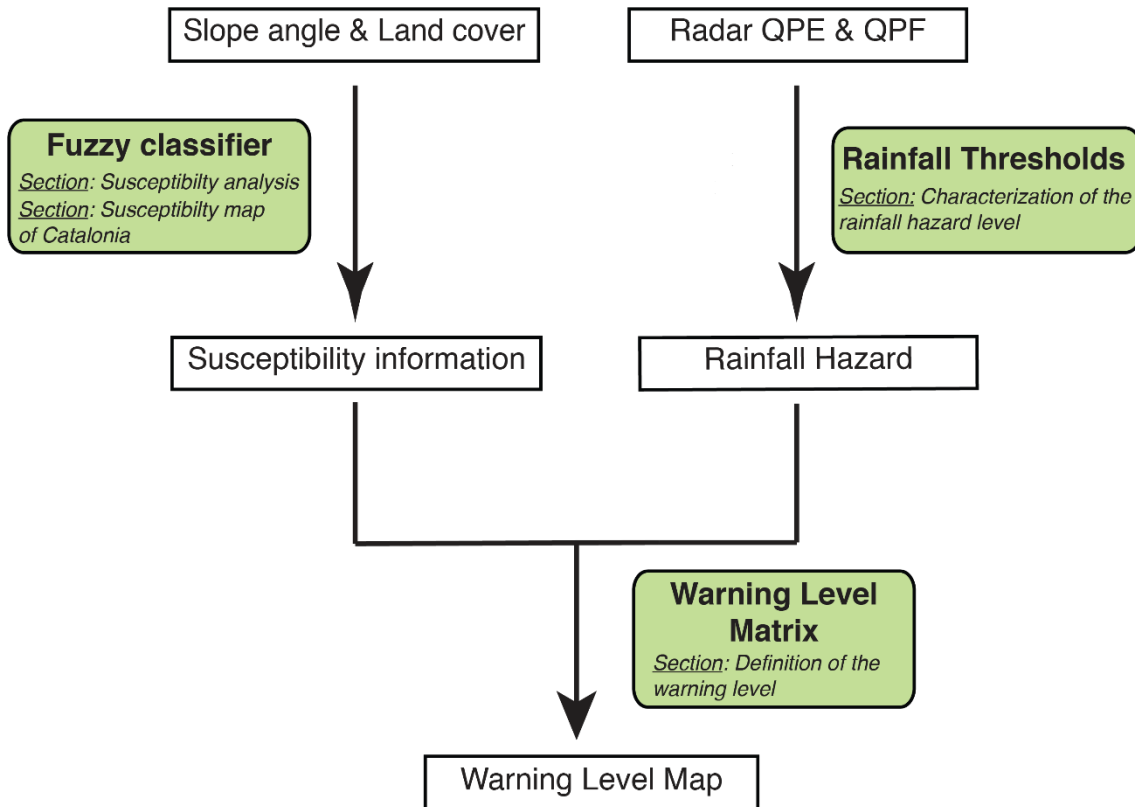 Slope angle & Land cover
Radar QPE & QPF
Fuzzy classifier
Section: Susceptibilty analysis
Section: Susceptibilty map
of Catalonia
Rainfall Thresholds
Section: Characterization of the
rainfall hazard level
Susceptibility information
Rainfall Hazard
Warning Level
Matrix
Section: Definition of the
warning level
Warning Level Map